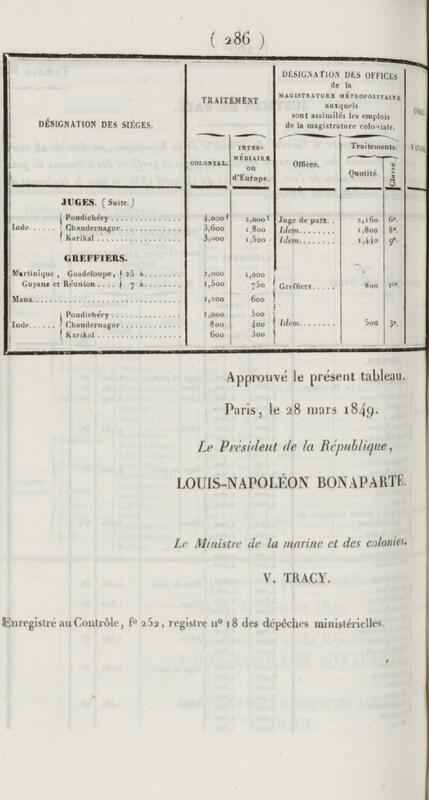 ( 286 )
DÉSIGNATION DES SIÉGES.
TRAITEMENT
COLONIAL.
INTER-
MÉDIAIRE
ou
d'Europe.
DÉSIGNATION DES OFFICES
de la
MAGISTRATURE MÉTROPOLITAINE
auxquels
sont assimilés les emplois
de la magistrature coloniale.
Offices.
Traitements.
Quotité.
Classe
JUGES. (Suite.)
Inde...... Pondichéry............... 4,000 f 2,000 f Juge de paix.. 2,160 6e.
Chandernagor............. 3,600 1 800 Idem........ 1,800 8e.
Karikal.................. 3,000 1,500 Idem........ 1,440 9e.
GREFFIERS.
Martinique, Guadeloupe, 25 à........ 2,000 1,000
Guyane et Réunion.... 7 à........ 1,500 750 Greffiers...... 800 1re.
Mana....................... 1,200 600
Pondichéry............... 1,000 500
Inde...... Chandernagor............. 800 400 Idem........ 500 3e.
Karikal.................. 600 300
Approuvé le présent tableau.
Paris, le 28 mars 1849.
Le Président de la République,
LOUIS-NAPOLÉON BONAPARTE.
Le Ministre de la marine et des colonies,
V. TRACY.
Enregistré au Contrôle, fo 252, registre no 18 des dépêches ministérielles.